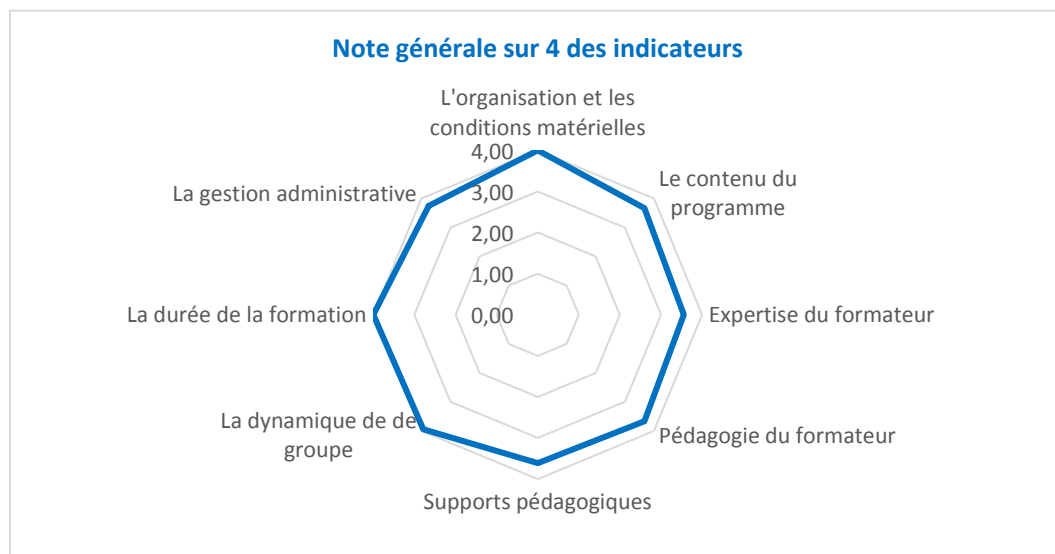 Note générale sur 4 des indicateurs
L'organisation et les
conditions matérielles
4,00
3,00
2,00
1,00
0,00
Le contenu du
programme
Expertise du formateur
Pédagogie du formateur
Supports pédagogiques
La dynamique de de
groupe
La durée de la formation
La gestion administrative